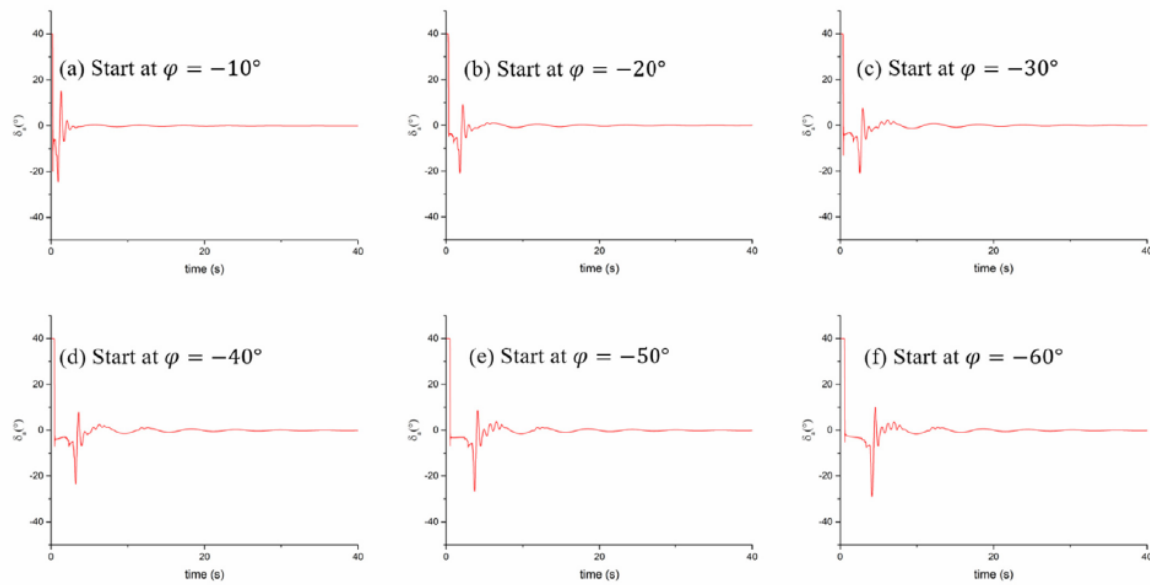 40
20
0
-20
-40
δₐ(°)
(a) Start at φ = −10°
0
20
40
time (s)
40
20
0
-20
-40
δₐ(°)
(b) Start at φ = −20°
0
20
40
time (s)
40
20
0
-20
-40
δₐ(°)
(c) Start at φ = −30°
0
20
40
time (s)
40
20
0
-20
-40
δₐ(°)
(d) Start at φ = −40°
0
20
40
time (s)
40
20
0
-20
-40
δₐ(°)
(e) Start at φ = −50°
0
20
40
time (s)
40
20
0
-20
-40
δₐ(°)
(f) Start at φ = −60°
0
20
40
time (s)